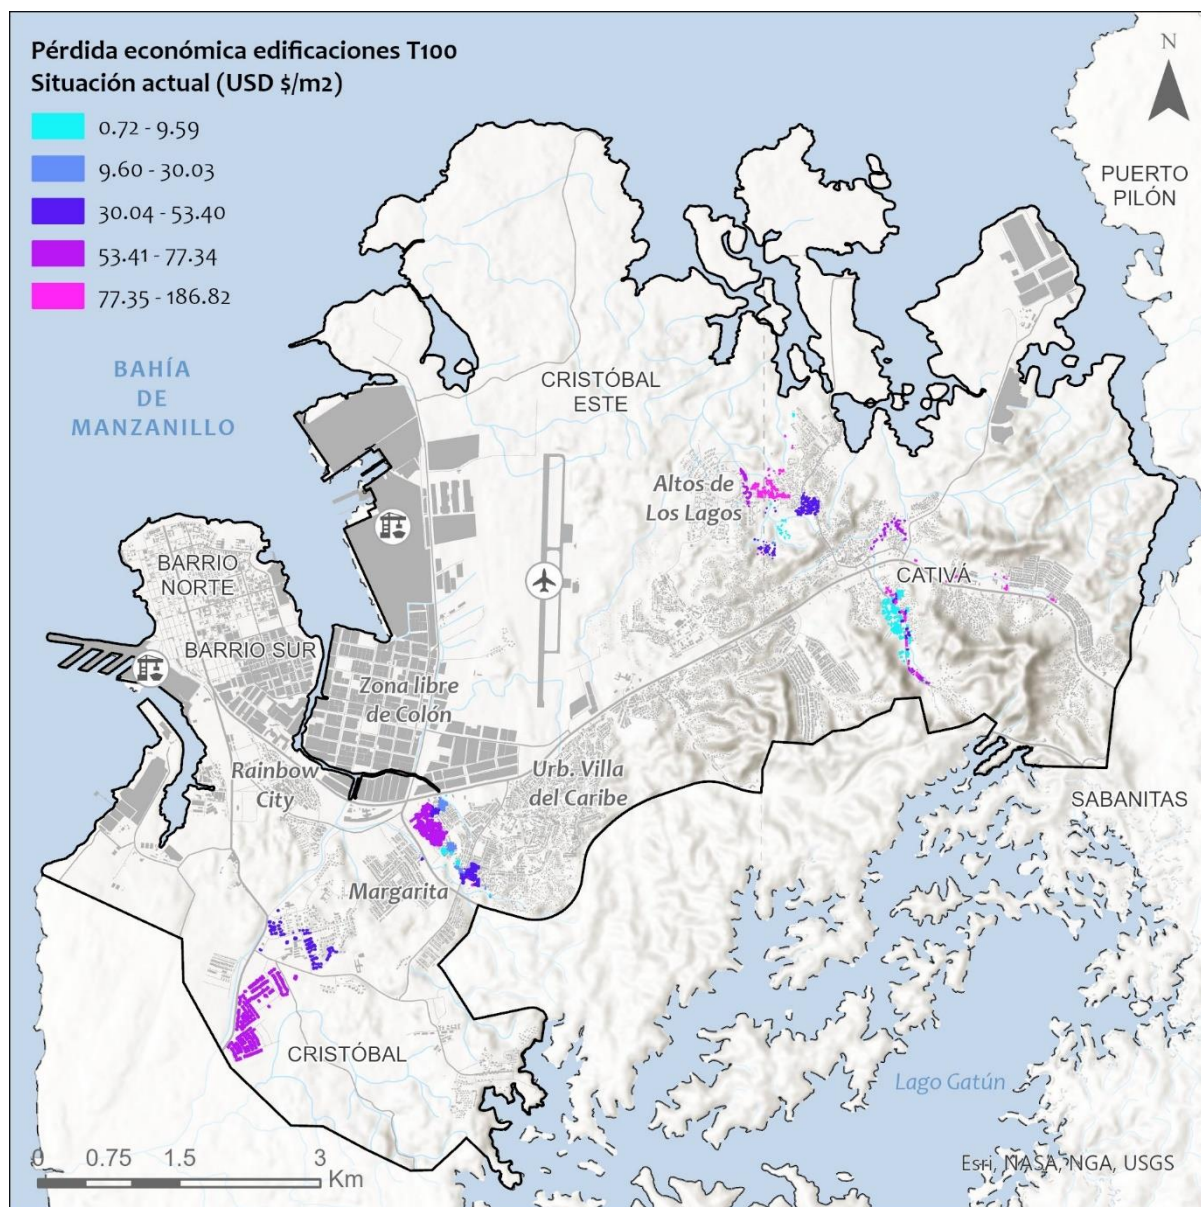 Pérdida económica edificaciones T100
Situación actual (USD $/m2)
0.72 - 9.59
9.60 - 30.03
30.04 - 53.40
53.41 - 77.34
77.35 - 186.82
N
PUERTO
PILÓN
BAHÍA
DE
MANZANILLO
CRISTÓBAL
ESTE
Altos de
Los Lagos
BARRIO
NORTE
CATIVÁ
BARRIO SUR
Zona libre
de Colón
Rainbow
City
Urb. Villa
del Caribe
SABANITAS
Margarita
CRISTÓBAL
Lago Gatún
0 0.75 1.5 3
Km
Esri, NASA, NGA, USGS